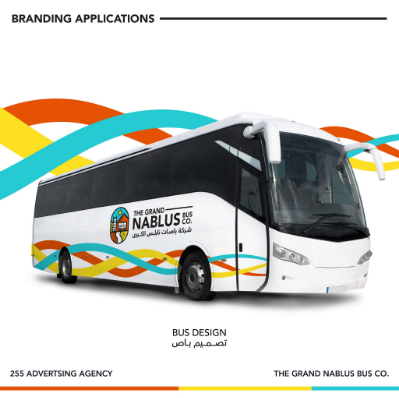 BRANDING APPLICATIONS
THE GRAND
NABLUS BUS CO.
شركة باصات نابلس الكبرى
BUS DESIGN
تصميم باص
255 ADVERTSING AGENCY
THE GRAND NABLUS BUS CO.